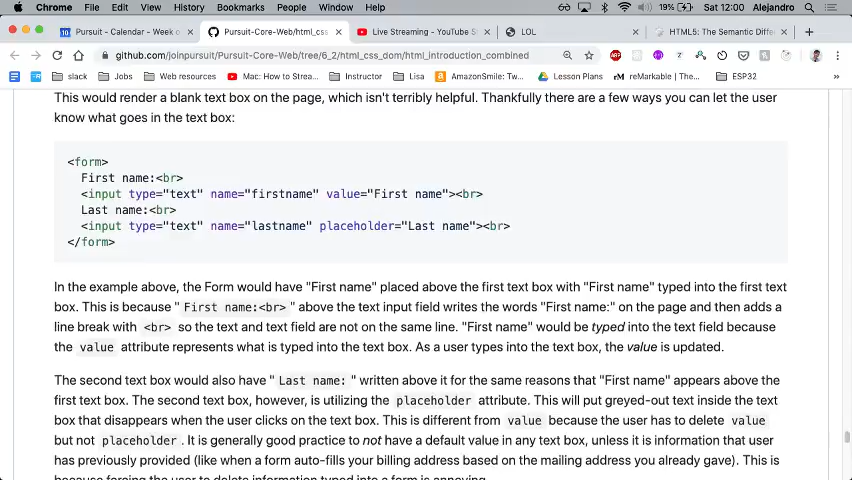 Chrome File Edit View History Bookmarks People Window Help 19% Sat 12:00 Alejandro
Pursuit - Calendar - Week o Pursuit-Core-Web/html_css Live Streaming - YouTube S LOL HTML5: The Semantic Differ
github.com/joinpursuit/Pursuit-Core-Web/tree/6_2/html_css_dom/html_introduction_combined
slack Jobs Web resources Mac: How to Strea... Instructor Lisa AmazonSmile: Two... Lesson Plans reMarkable | The... ESP32
This would render a blank text box on the page, which isn't terribly helpful. Thankfully there are a few ways you can let the user
know what goes in the text box:
<form>
First name:<br>
<input type="text" name="firstname" value="First name"><br>
Last name:<br>
<input type="text" name="lastname" placeholder="Last name"><br>
</form>
In the example above, the Form would have "First name" placed above the first text box with "First name" typed into the first text
box. This is because " First name:<br> " above the text input field writes the words "First name:" on the page and then adds a
line break with <br> so the text and text field are not on the same line. "First name" would be typed into the text field because
the value attribute represents what is typed into the text box. As a user types into the text box, the value is updated.
The second text box would also have " Last name: " written above it for the same reasons that "First name" appears above the
first text box. The second text box, however, is utilizing the placeholder attribute. This will put greyed-out text inside the text
box that disappears when the user clicks on the text box. This is different from value because the user has to delete value
but not placeholder . It is generally good practice to not have a default value in any text box, unless it is information that user
has previously provided (like when a form auto-fills your billing address based on the mailing address you already gave). This is
because forcing the user to delete information typed into a form is annoying.